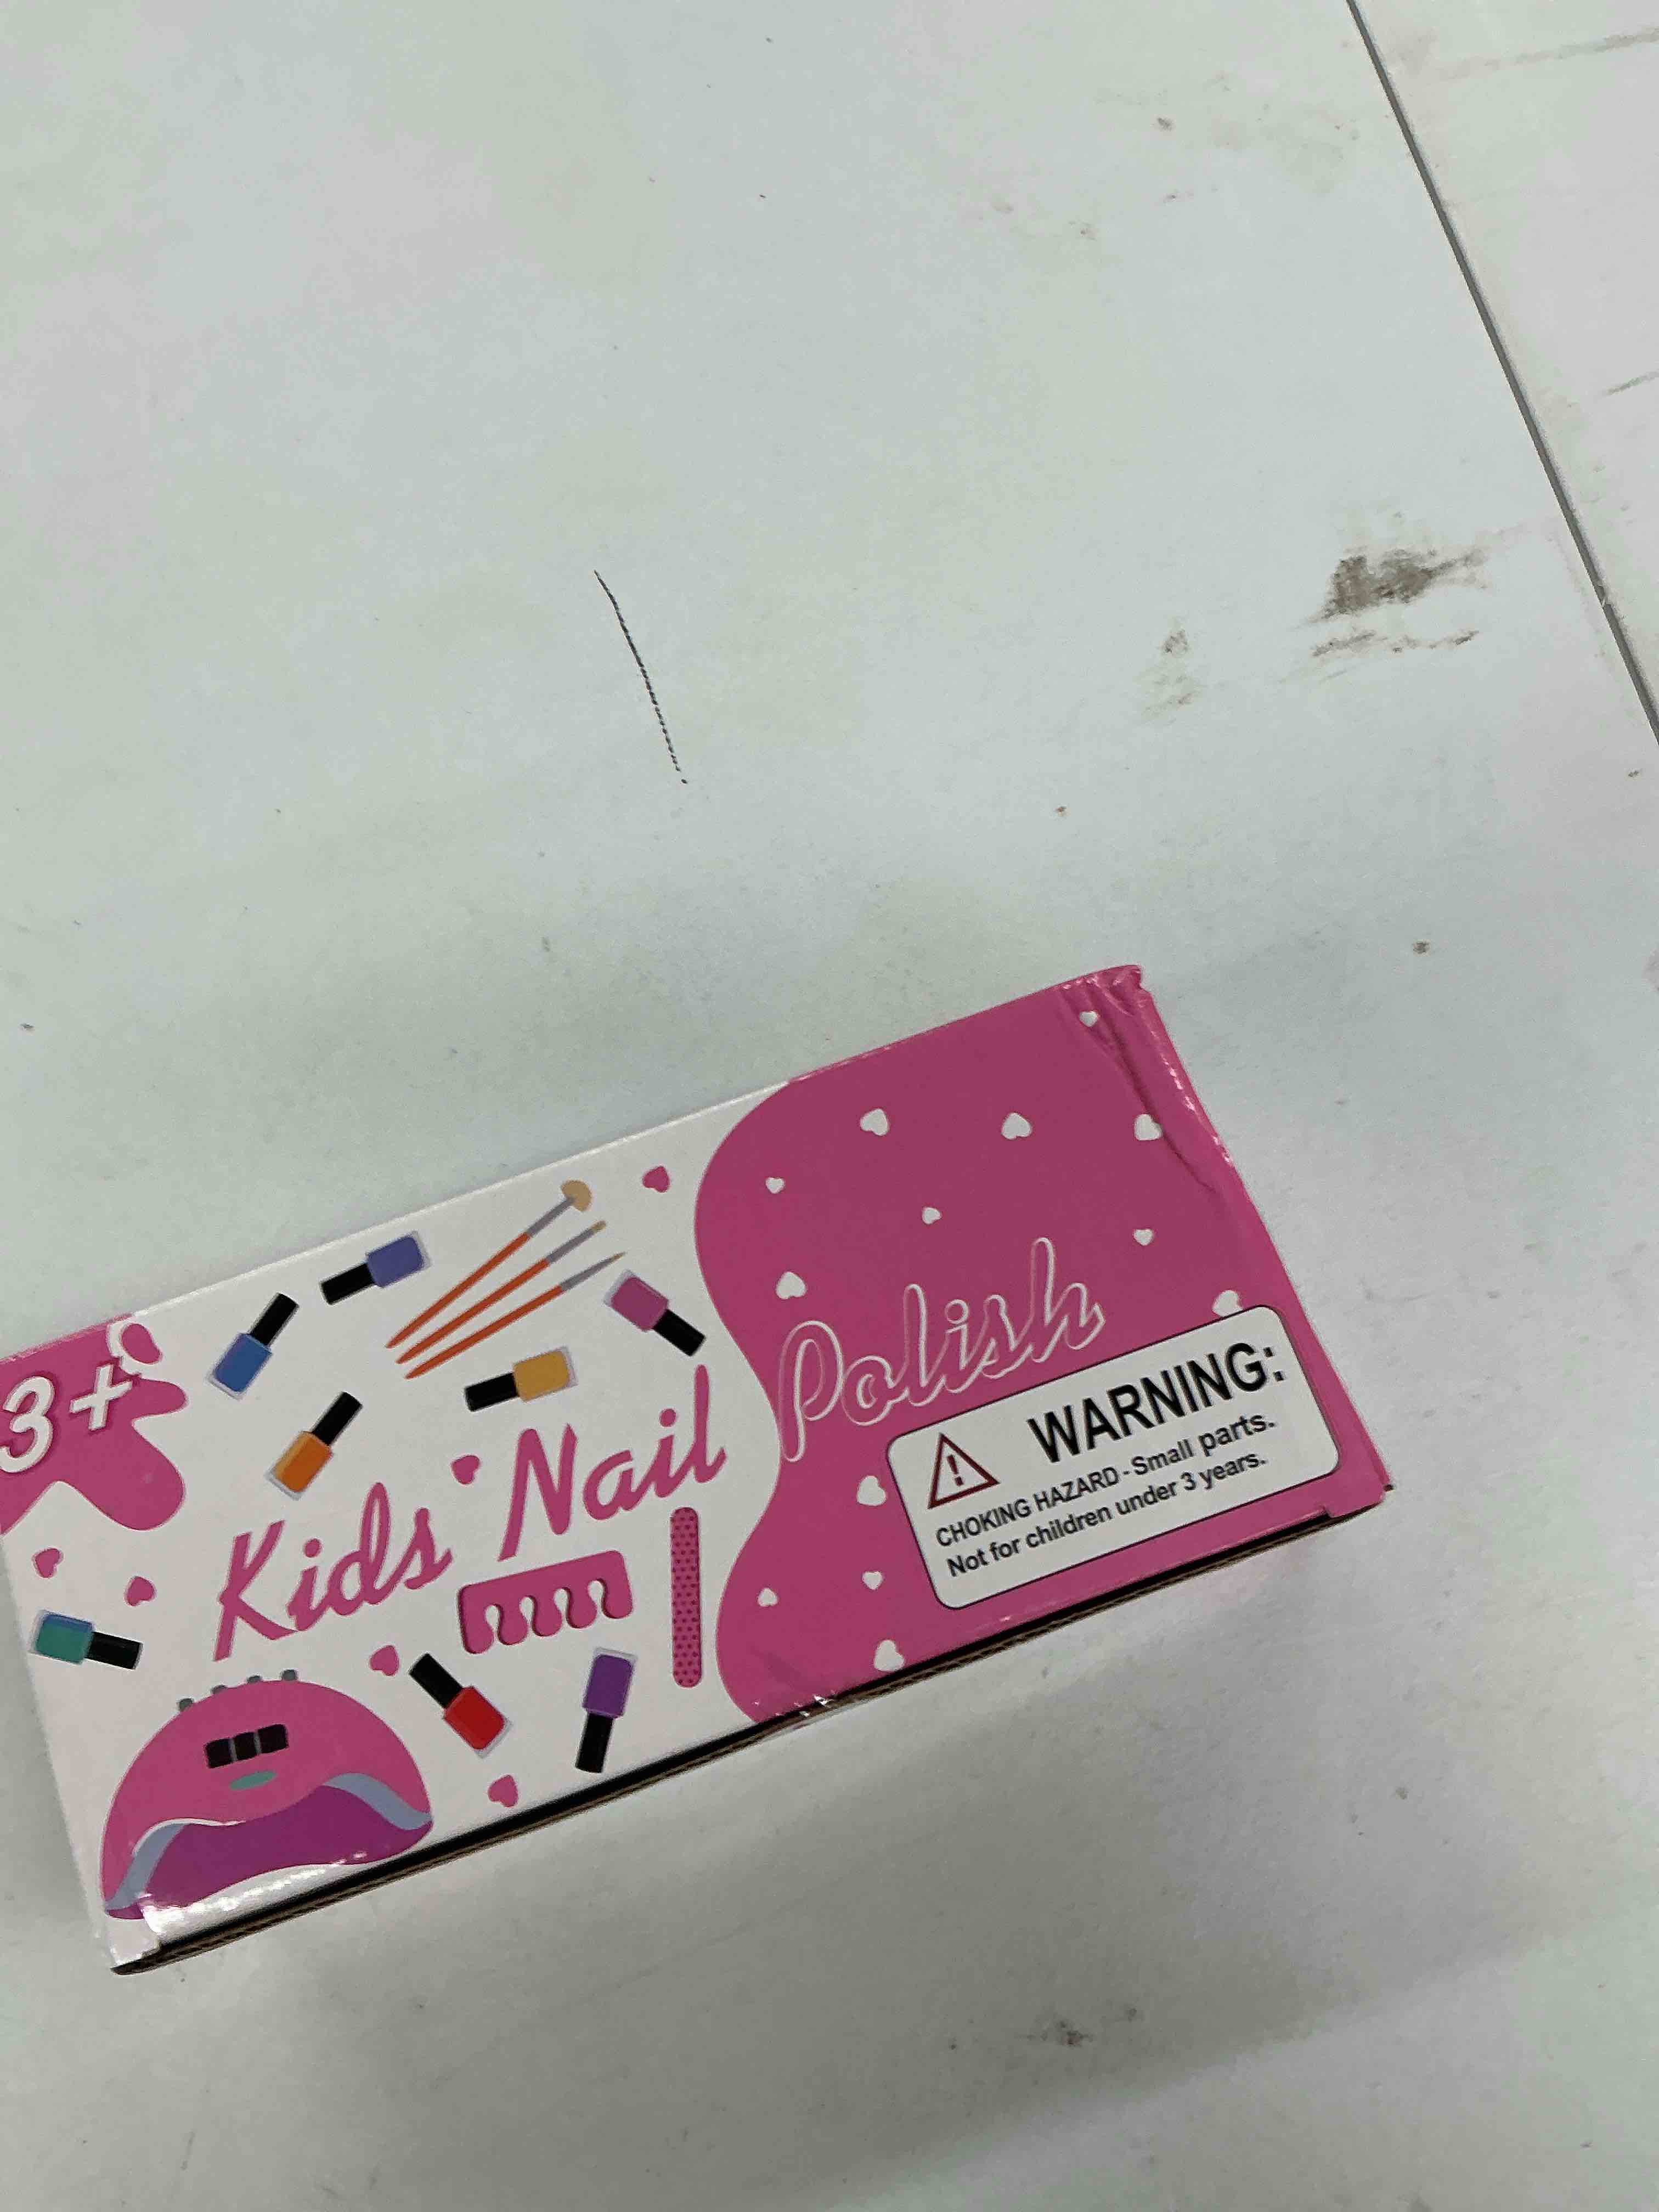 3+
Kids Nail Polish
WARNING:
CHOKING HAZARD - Small parts.
Not for children under 3 years.